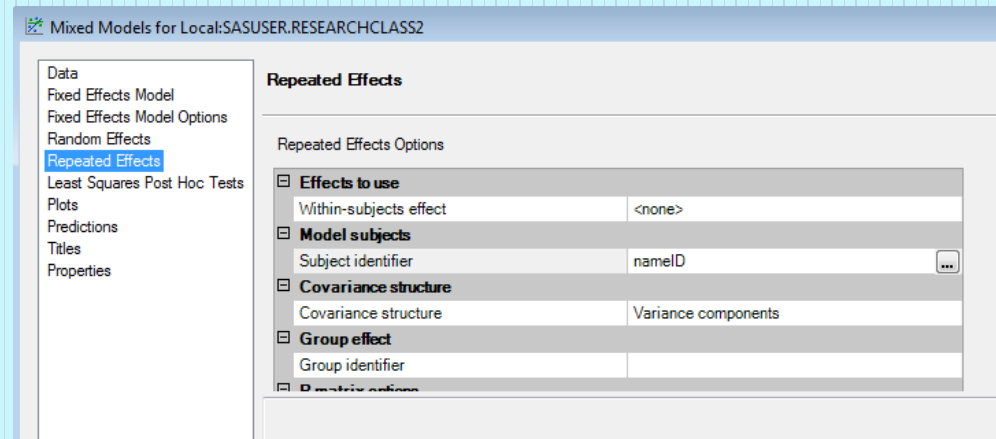 Mixed Models for Local:SASUSER.RESEARCHCLASS2
Data
Fixed Effects Model
Fixed Effects Model Options
Random Effects
Repeated Effects
Least Squares Post Hoc Tests
Plots
Predictions
Titles
Properties
Repeated Effects
Repeated Effects Options
Effects to use
Within-subjects effect <none>
Model subjects
Subject identifier nameID ...
Covariance structure
Covariance structure Variance components
Group effect
Group identifier
R matrix options